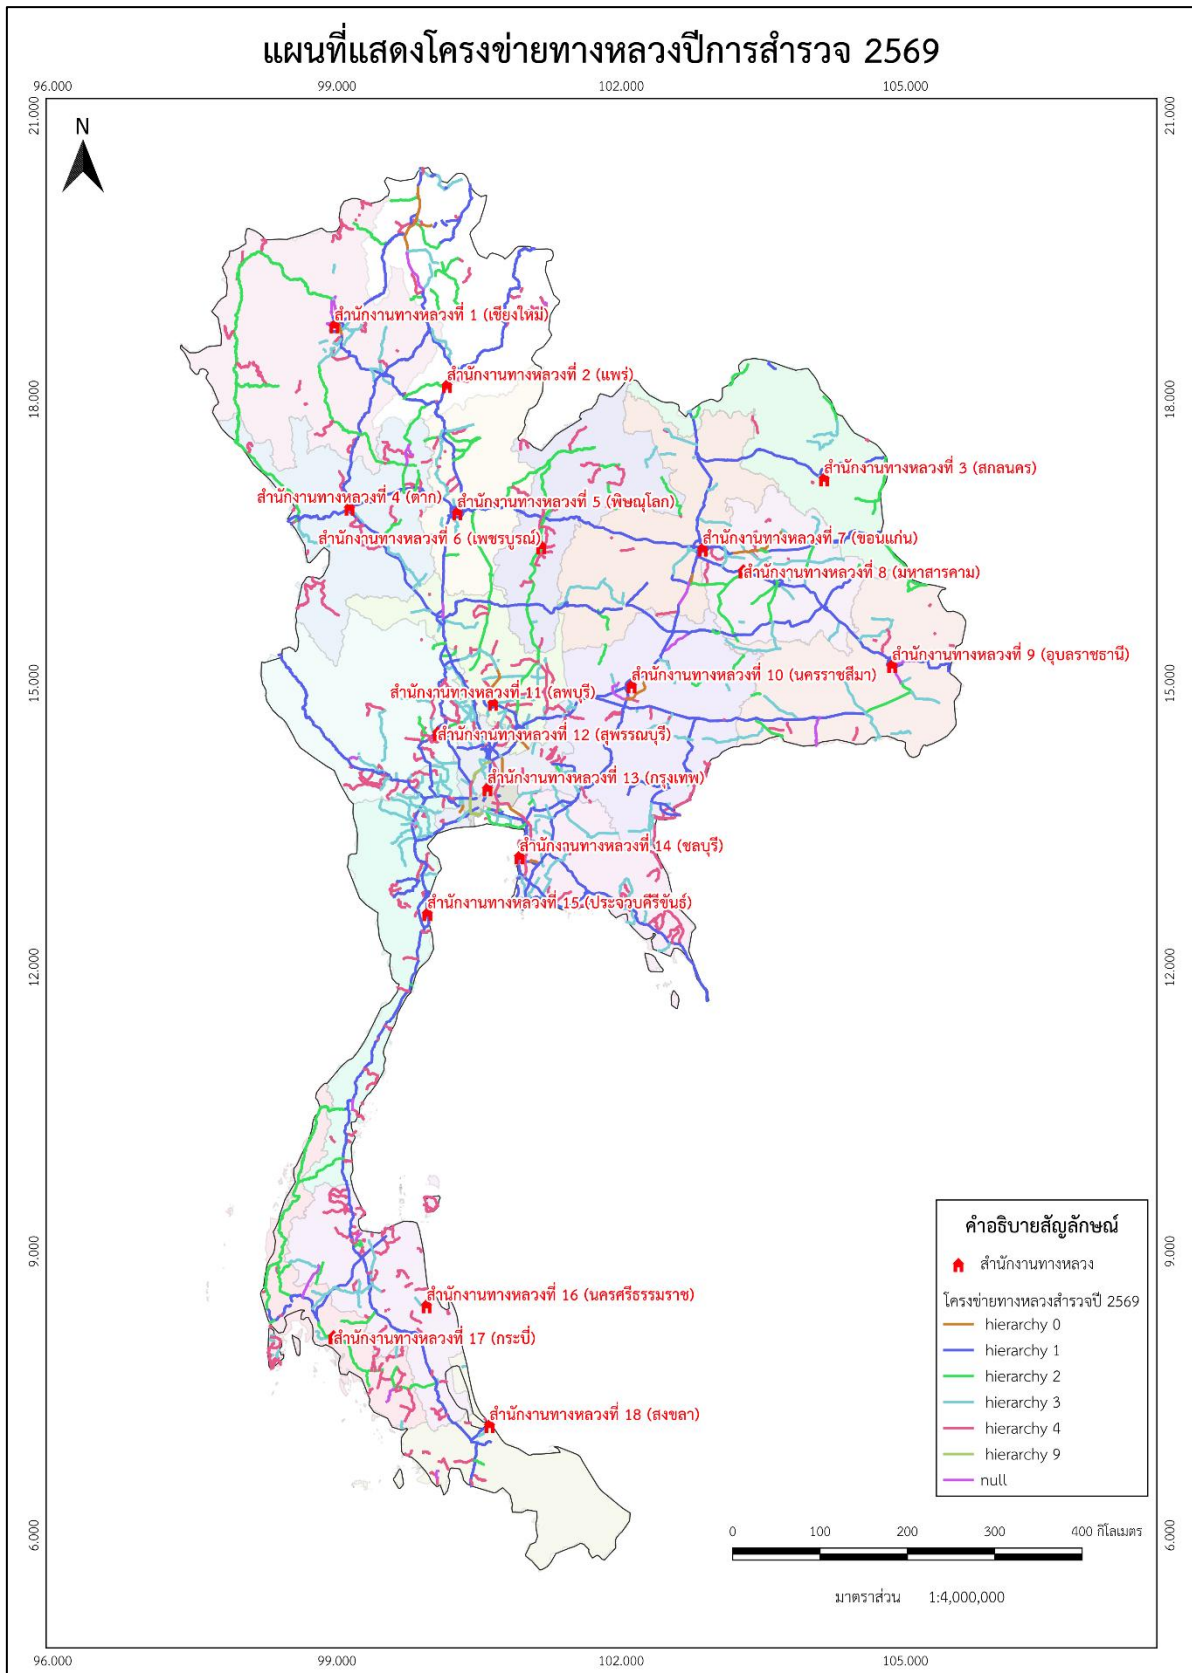 แผนที่แสดงโครงข่ายทางหลวงปีการสำรวจ 2569
96.000 99.000 102.000 105.000
21.000 21.000
N
สำนักงานทางหลวงที่ 1 (เชียงใหม่)
สำนักงานทางหลวงที่ 2 (แพร่)
18.000 18.000
สำนักงานทางหลวงที่ 3 (สกลนคร)
สำนักงานทางหลวงที่ 4 (ตาก)
สำนักงานทางหลวงที่ 5 (พิษณุโลก)
สำนักงานทางหลวงที่ 6 (เพชรบูรณ์)
สำนักงานทางหลวงที่ 7 (ขอนแก่น)
สำนักงานทางหลวงที่ 8 (มหาสารคาม)
สำนักงานทางหลวงที่ 9 (อุบลราชธานี)
สำนักงานทางหลวงที่ 10 (นครราชสีมา)
15.000 15.000
สำนักงานทางหลวงที่ 11 (ลพบุรี)
สำนักงานทางหลวงที่ 12 (สุพรรณบุรี)
สำนักงานทางหลวงที่ 13 (กรุงเทพ)
สำนักงานทางหลวงที่ 14 (ชลบุรี)
สำนักงานทางหลวงที่ 15 (ประจวบคีรีขันธ์)
12.000 12.000
9.000 9.000
สำนักงานทางหลวงที่ 16 (นครศรีธรรมราช)
สำนักงานทางหลวงที่ 17 (กระบี่)
สำนักงานทางหลวงที่ 18 (สงขลา)
คำอธิบายสัญลักษณ์
สำนักงานทางหลวง
โครงข่ายทางหลวงสำรวจปี 2569
hierarchy 0
hierarchy 1
hierarchy 2
hierarchy 3
hierarchy 4
hierarchy 9
null
6.000 6.000
0 100 200 300 400 กิโลเมตร
มาตราส่วน 1:4,000,000
96.000 99.000 102.000 105.000